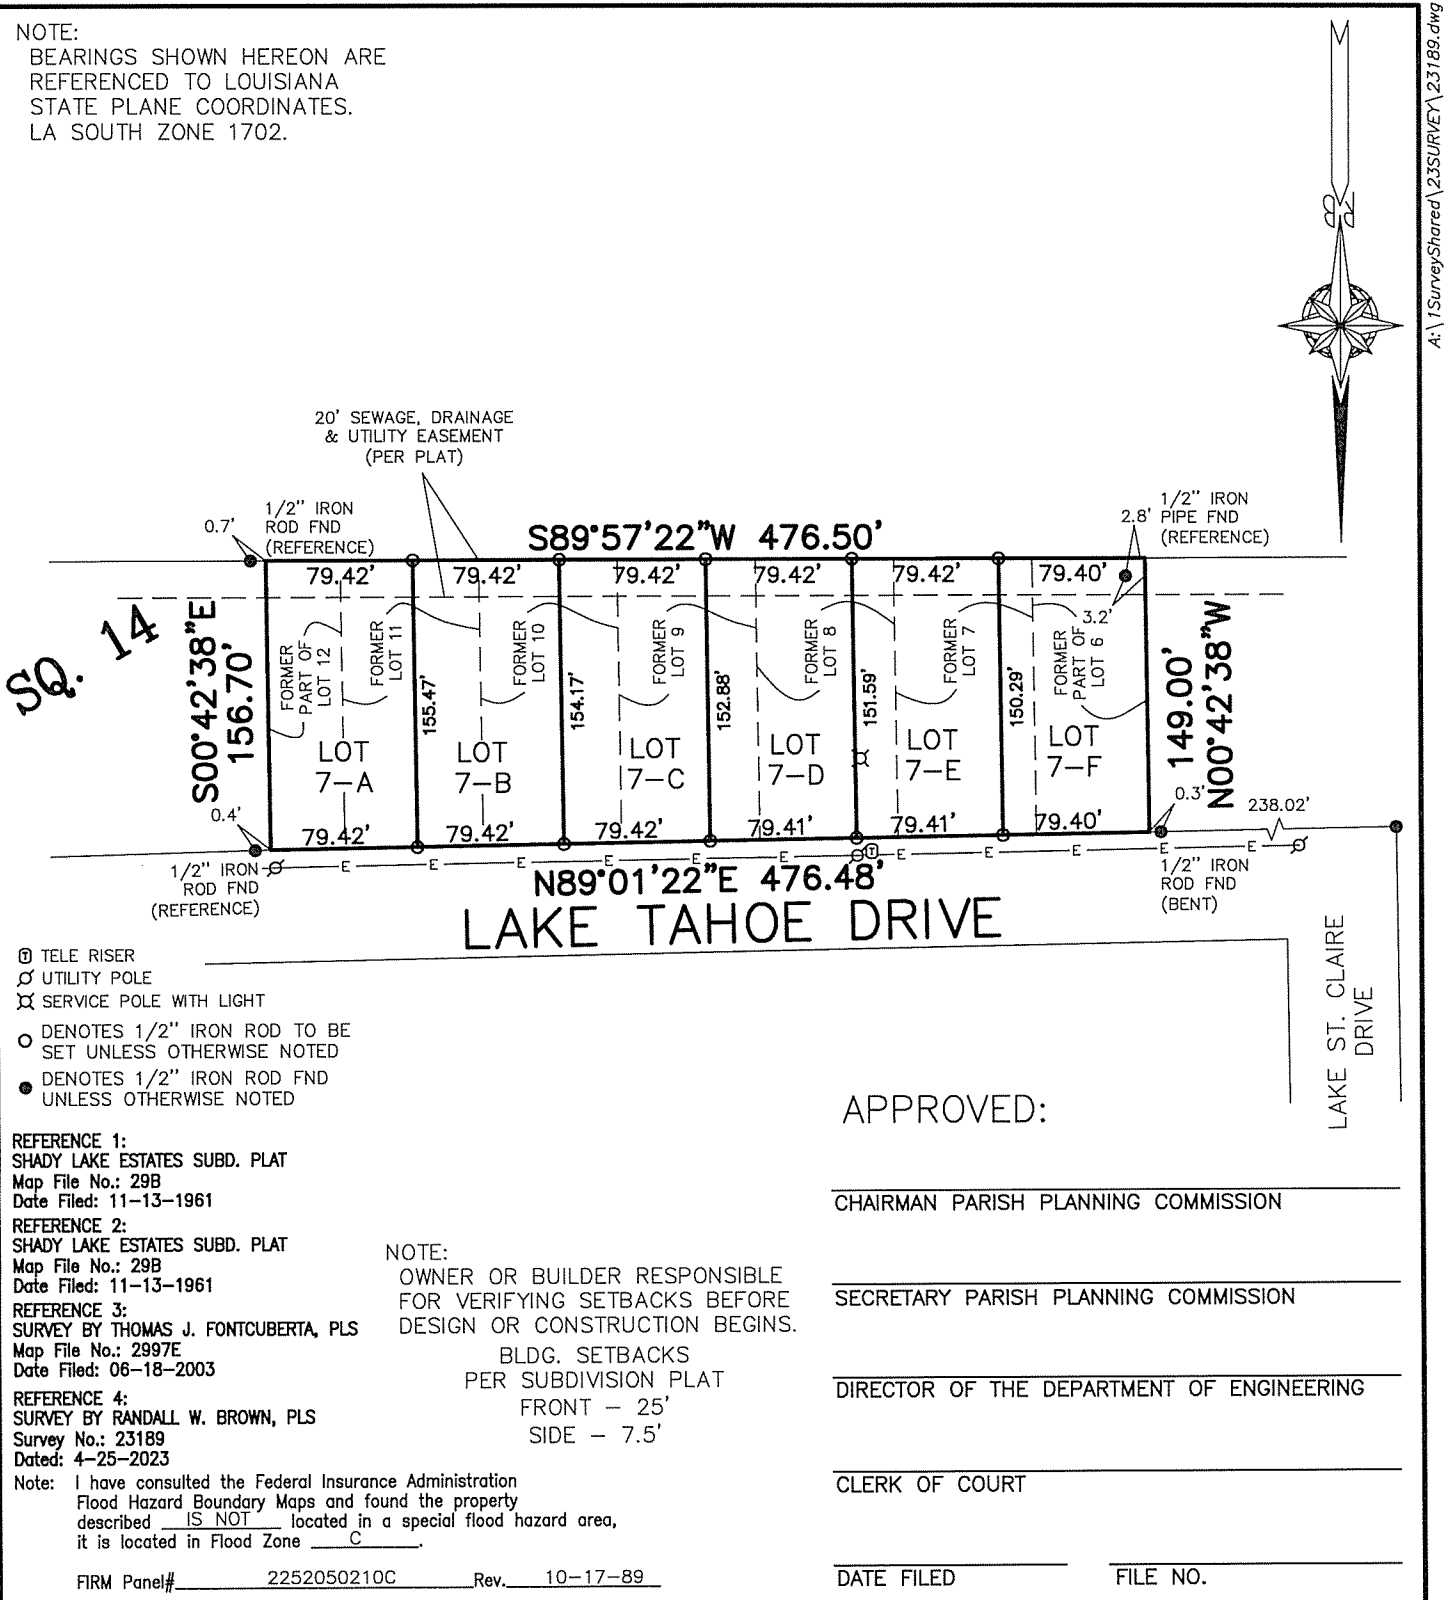 NOTE:
BEARINGS SHOWN HEREON ARE
REFERENCED TO LOUISIANA
STATE PLANE COORDINATES.
LA SOUTH ZONE 1702.
A:\1SurveyShared\23SURVEY\23189.dwg
20' SEWAGE, DRAINAGE
& UTILITY EASEMENT
(PER PLAT)
0.7'
1/2" IRON
ROD FND
(REFERENCE)
S89°57'22"W 476.50'
2.8'
1/2" IRON
PIPE FND
(REFERENCE)
79.42'
79.42'
79.42'
79.42'
79.42'
79.40'
3.2'
SQ. 14
S00°42'38"E
156.70'
FORMER
PART OF
LOT 12
FORMER
LOT 11
155.47'
FORMER
LOT 10
154.17'
FORMER
LOT 9
152.88'
FORMER
LOT 8
151.59'
FORMER
LOT 7
150.29'
FORMER
PART OF
LOT 6
149.00'
N00°42'38"W
LOT
7-A
LOT
7-B
LOT
7-C
LOT
7-D
LOT
7-E
LOT
7-F
0.4'
79.42'
79.42'
79.42'
79.41'
79.41'
79.40'
0.3'
238.02'
1/2" IRON
ROD FND
(REFERENCE)
E E E E E E E E E E E
T
1/2" IRON
ROD FND
(BENT)
N89°01'22"E 476.48'
LAKE TAHOE DRIVE
LAKE ST. CLAIRE
DRIVE
T TELE RISER
UTILITY POLE
SERVICE POLE WITH LIGHT
DENOTES 1/2" IRON ROD TO BE
SET UNLESS OTHERWISE NOTED
DENOTES 1/2" IRON ROD FND
UNLESS OTHERWISE NOTED
REFERENCE 1:
SHADY LAKE ESTATES SUBD. PLAT
Map File No.: 29B
Date Filed: 11-13-1961
REFERENCE 2:
SHADY LAKE ESTATES SUBD. PLAT
Map File No.: 29B
Date Filed: 11-13-1961
REFERENCE 3:
SURVEY BY THOMAS J. FONTCUBERTA, PLS
Map File No.: 2997E
Date Filed: 06-18-2003
REFERENCE 4:
SURVEY BY RANDALL W. BROWN, PLS
Survey No.: 23189
Dated: 4-25-2023
Note: I have consulted the Federal Insurance Administration
Flood Hazard Boundary Maps and found the property
described IS NOT located in a special flood hazard area,
it is located in Flood Zone C.
FIRM Panel# 2252050210C Rev. 10-17-89
NOTE:
OWNER OR BUILDER RESPONSIBLE
FOR VERIFYING SETBACKS BEFORE
DESIGN OR CONSTRUCTION BEGINS.
BLDG. SETBACKS
PER SUBDIVISION PLAT
FRONT - 25'
SIDE - 7.5'
APPROVED:
CHAIRMAN PARISH PLANNING COMMISSION
SECRETARY PARISH PLANNING COMMISSION
DIRECTOR OF THE DEPARTMENT OF ENGINEERING
CLERK OF COURT
DATE FILED
FILE NO.